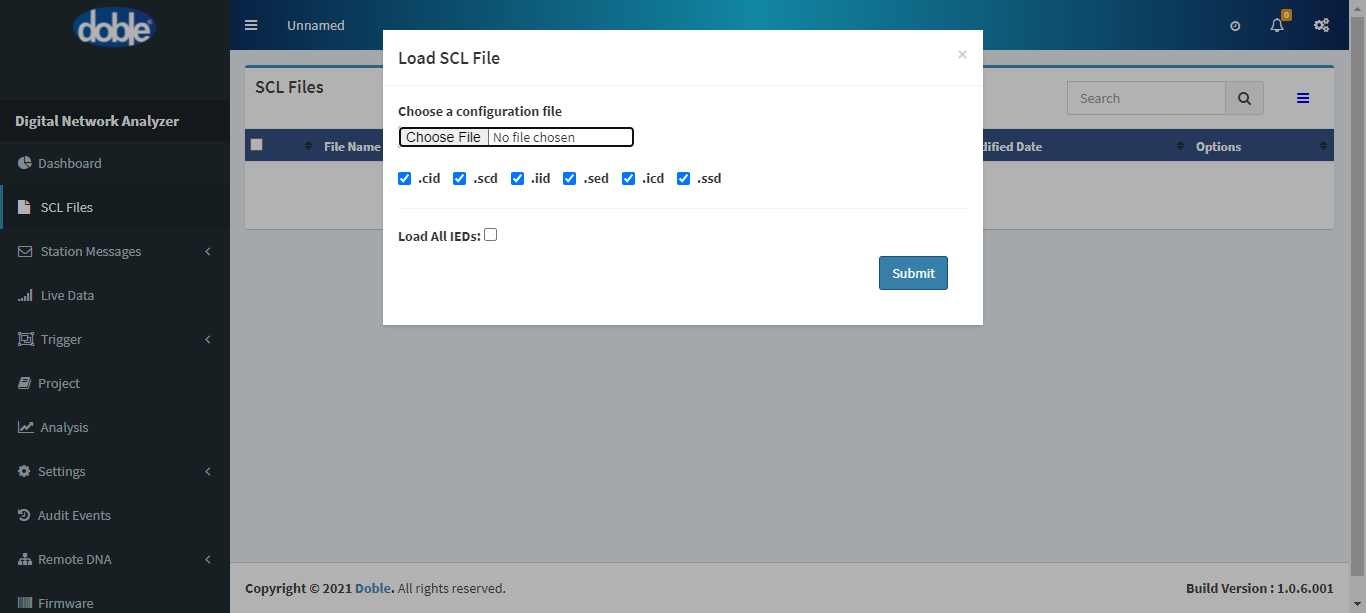 doble
Unnamed
0
Digital Network Analyzer
Dashboard
SCL Files
Station Messages
Live Data
Trigger
Project
Analysis
Settings
Audit Events
Remote DNA
Firmware
SCL Files
Search
File Name
dified Date
Options
Load SCL File
×
Choose a configuration file
Choose File No file chosen
.cid .scd .iid .sed .icd .ssd
Load All IEDs:
Submit
Copyright © 2021 Doble. All rights reserved.
Build Version : 1.0.6.001